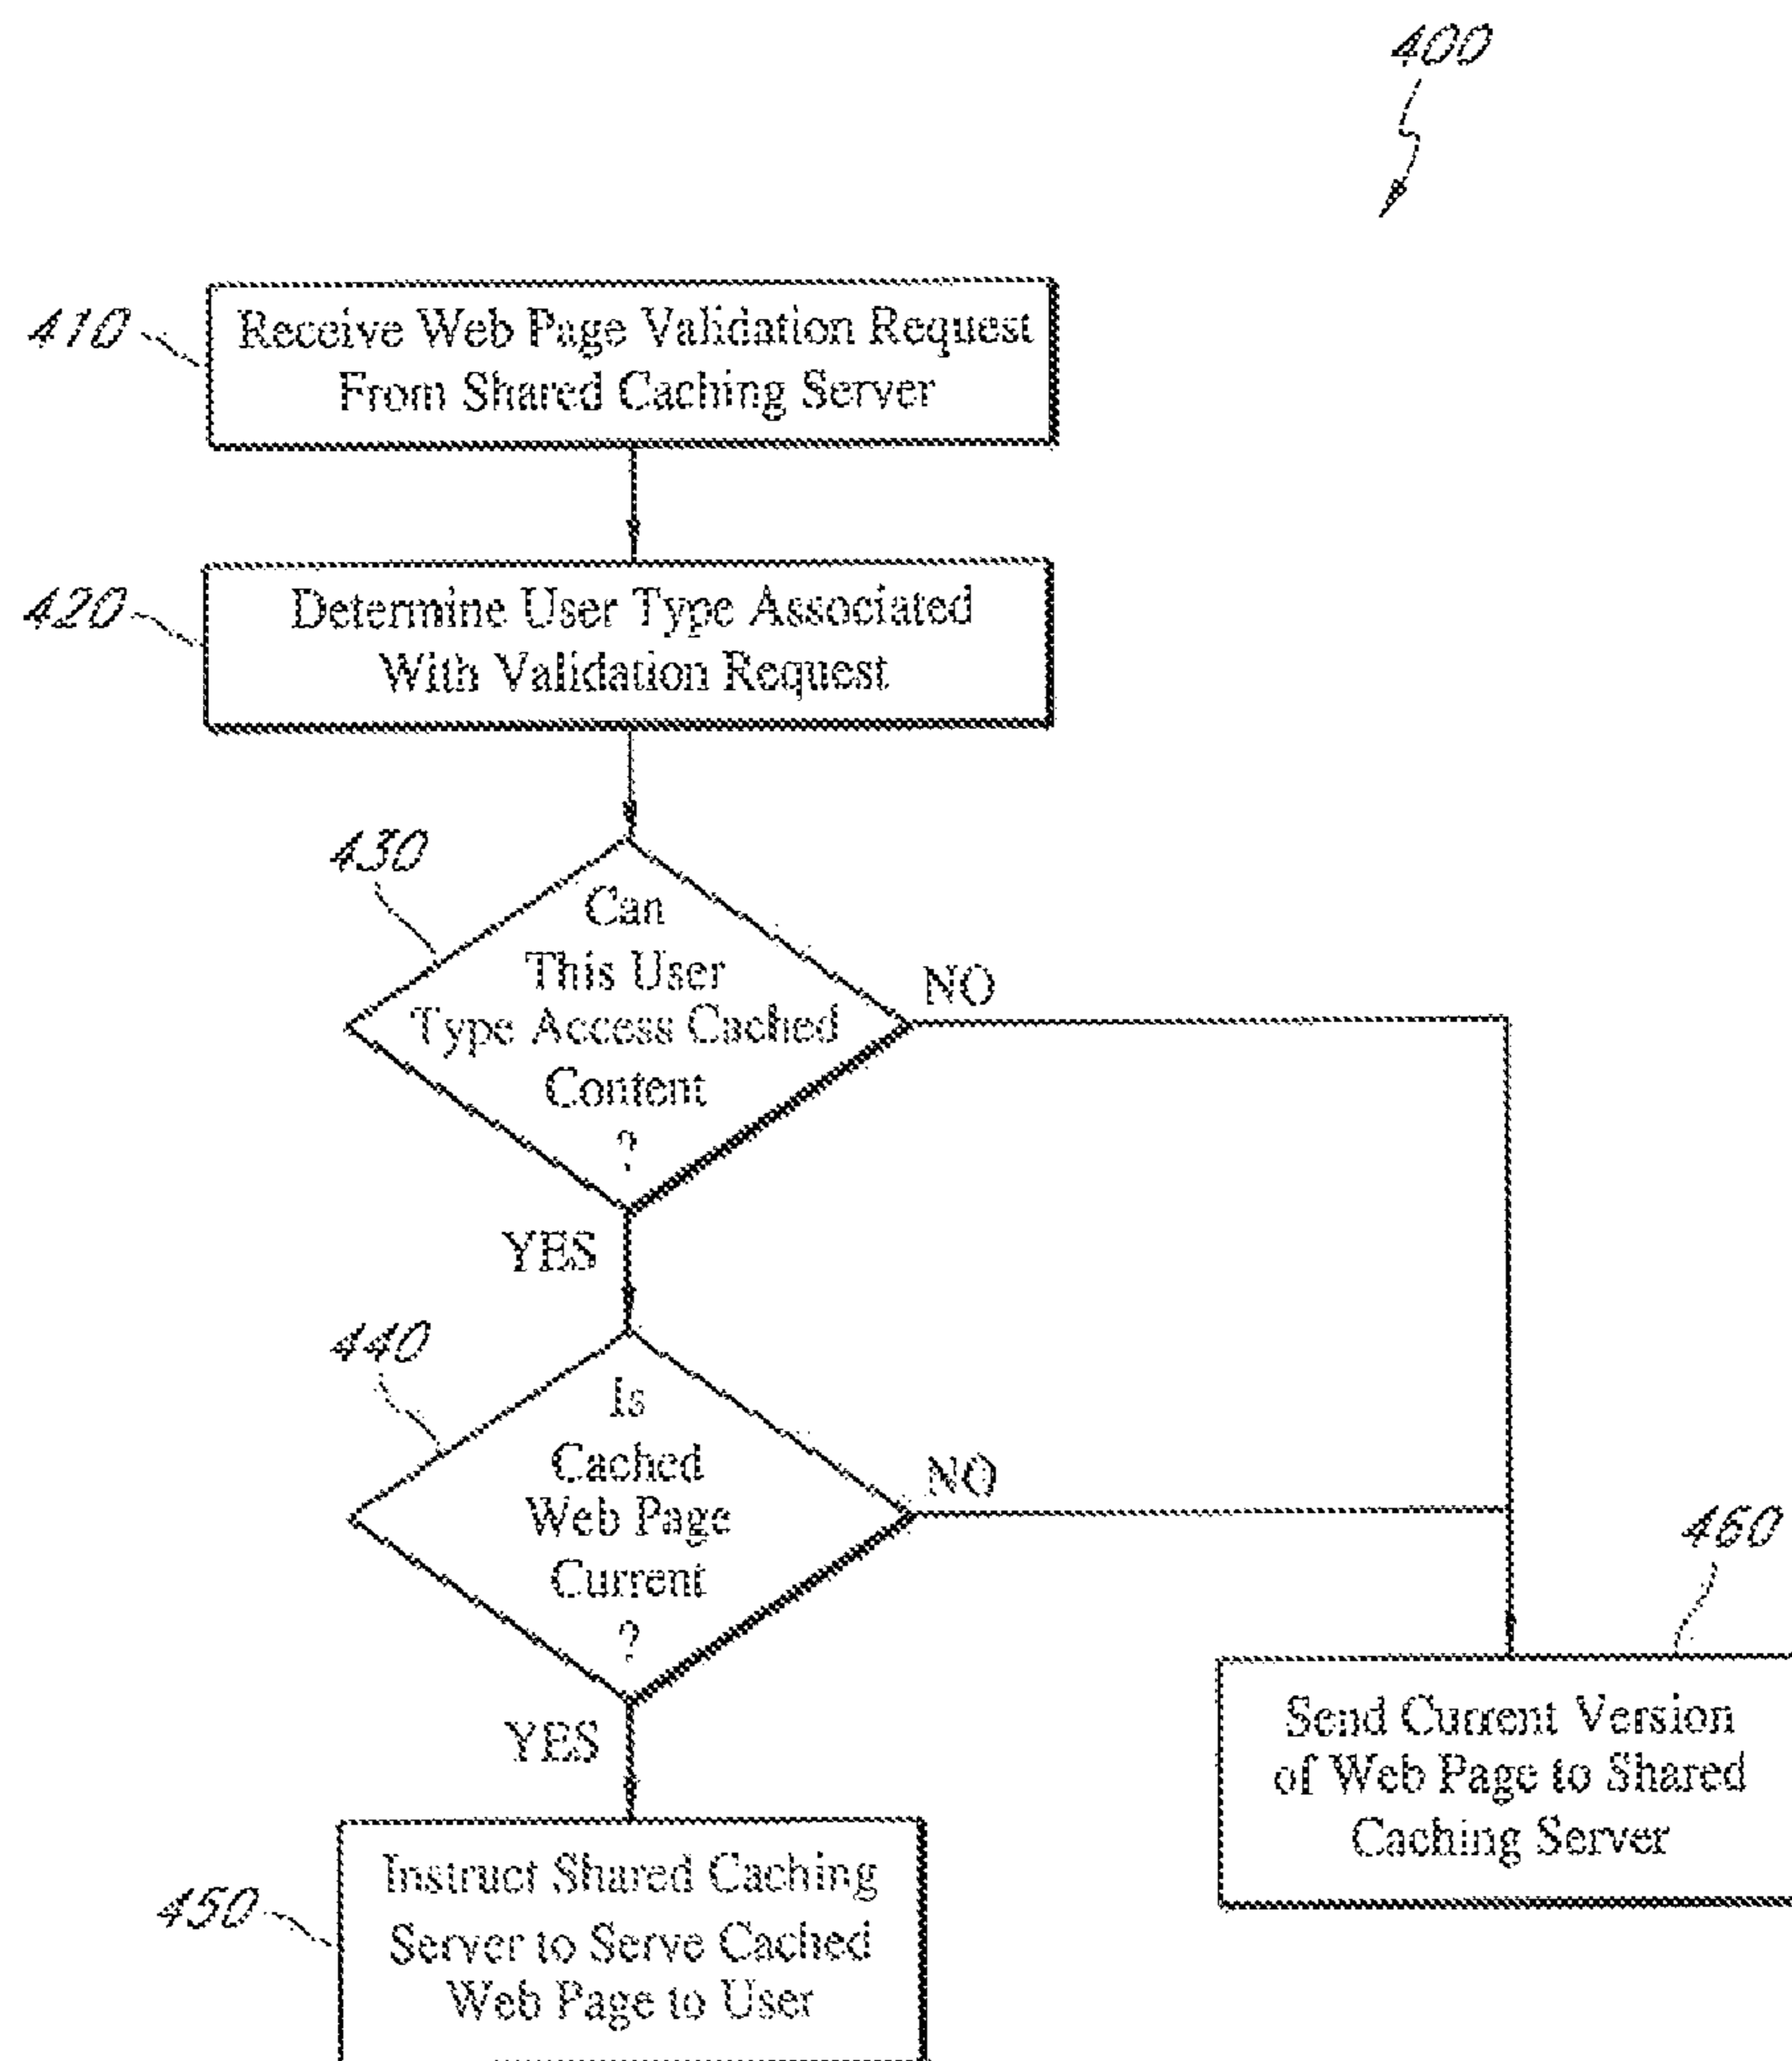 400
410
Receive Web Page Validation Request
From Shared Caching Server
420
Determine User Type Associated
With Validation Request
430
Can
This User
Type Access Cached
Content
?
NO
YES
440
Is
Cached
Web Page
Current
?
NO
YES
460
Send Current Version
of Web Page to Shared
Caching Server
450
Instruct Shared Caching
Server to Serve Cached
Web Page to User